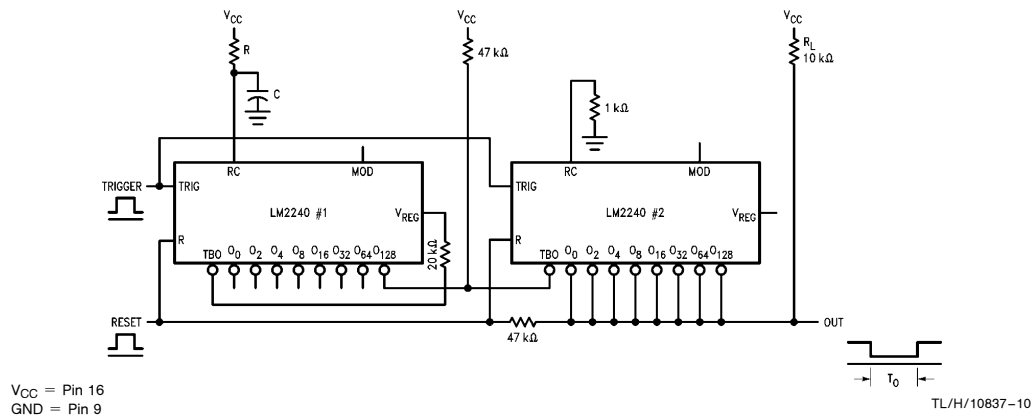 VCC
R
C
VCC
47 kΩ
1 kΩ
VCC
RL
10 kΩ
TRIGGER
TRIG
RC
MOD
LM2240 #1
VREG
R
20 kΩ
TBO O0 O2 O4 O8 O16 O32 O64 O128
TRIG
RC
MOD
LM2240 #2
VREG
R
TBO O0 O2 O4 O8 O16 O32 O64 O128
RESET
47 kΩ
OUT
TO
VCC = Pin 16
GND = Pin 9
TL/H/10837–10